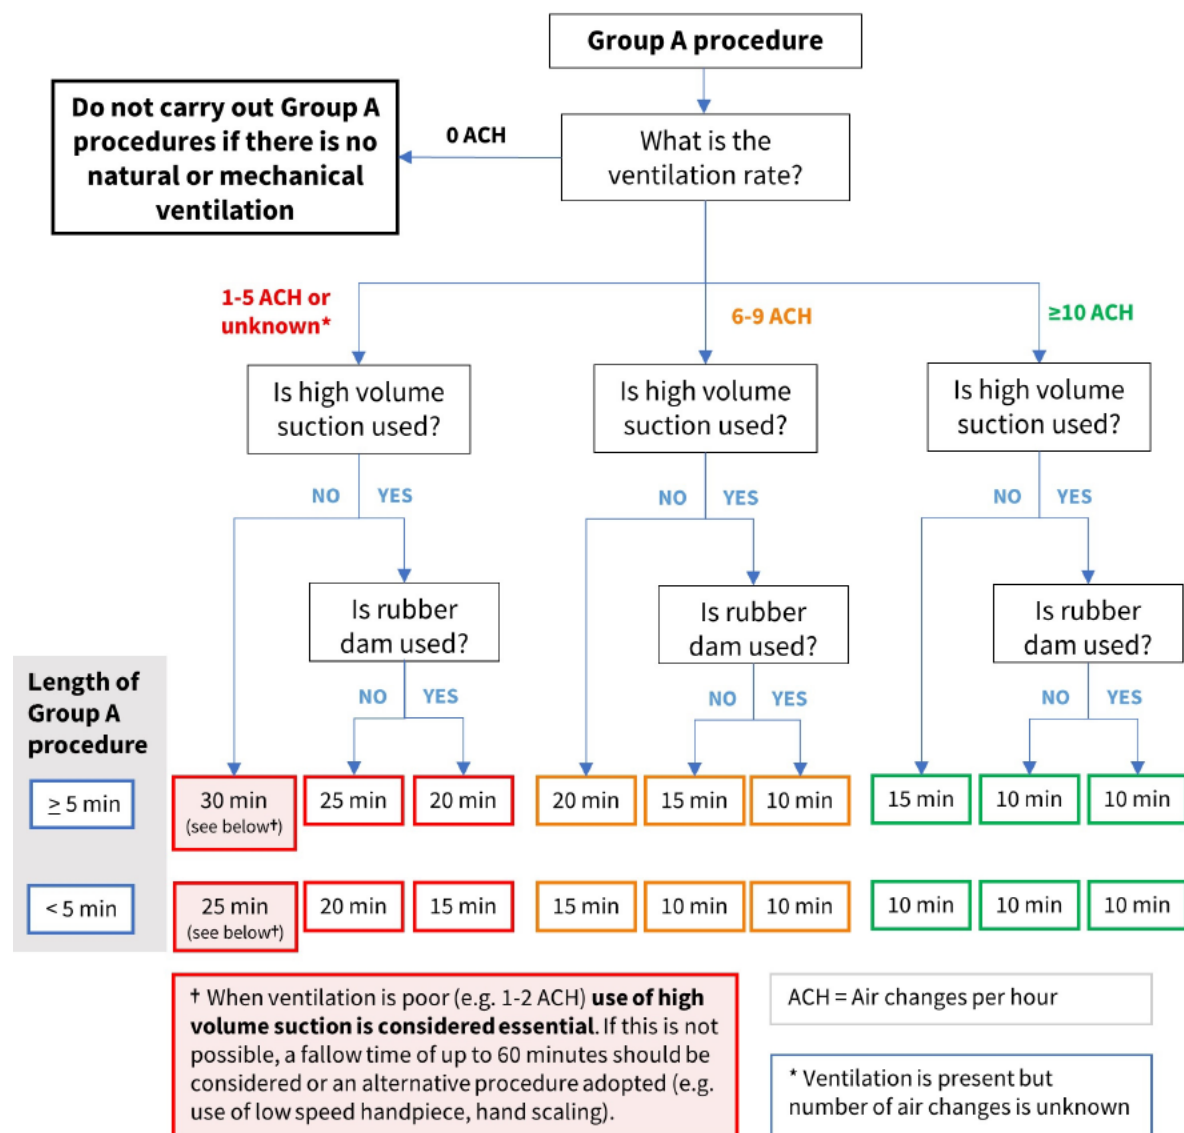 Group A procedure
Do not carry out Group A
procedures if there is no
natural or mechanical
ventilation
0 ACH
What is the
ventilation rate?
1-5 ACH or
unknown*
6-9 ACH
≥10 ACH
Is high volume
suction used?
Is high volume
suction used?
Is high volume
suction used?
NO YES
NO YES
NO YES
Is rubber
dam used?
Is rubber
dam used?
Is rubber
dam used?
NO YES
NO YES
NO YES
Length of
Group A
procedure
≥ 5 min
30 min
(see below†)
25 min
20 min
20 min
15 min
10 min
15 min
10 min
10 min
< 5 min
25 min
(see below†)
20 min
15 min
15 min
10 min
10 min
10 min
10 min
10 min
† When ventilation is poor (e.g. 1-2 ACH) use of high
volume suction is considered essential. If this is not
possible, a fallow time of up to 60 minutes should be
considered or an alternative procedure adopted (e.g.
use of low speed handpiece, hand scaling).
ACH = Air changes per hour
* Ventilation is present but
number of air changes is unknown